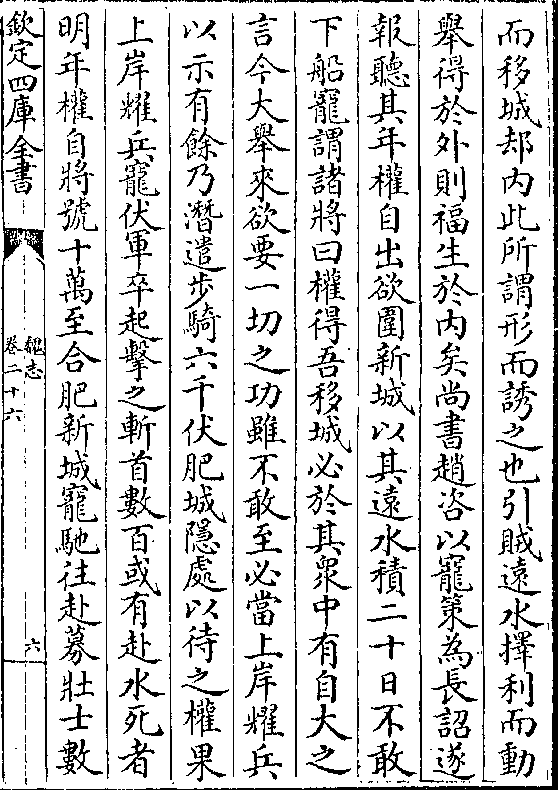 而移城却内此所謂形而誘之也引賊遠水擇利而動
舉得於外則福生於内矣尚書趙咨以寵策為長詔遂
報聽其年權自出欲圍新城以其遠水積二十日不敢
下船寵謂諸將曰權得吾移城必於其衆中有自大之
言今大舉來欲要一切之功雖不敢至必當上岸耀兵
以示有餘乃潛遣步騎六千伏肥城隱處以待之權果
上岸耀兵寵伏軍卒起擊之斬首數百或有赴水死者
明年權自將號十萬至合肥新城寵馳往赴募壯士數
欽定四庫全書
魏志
卷二十六
六